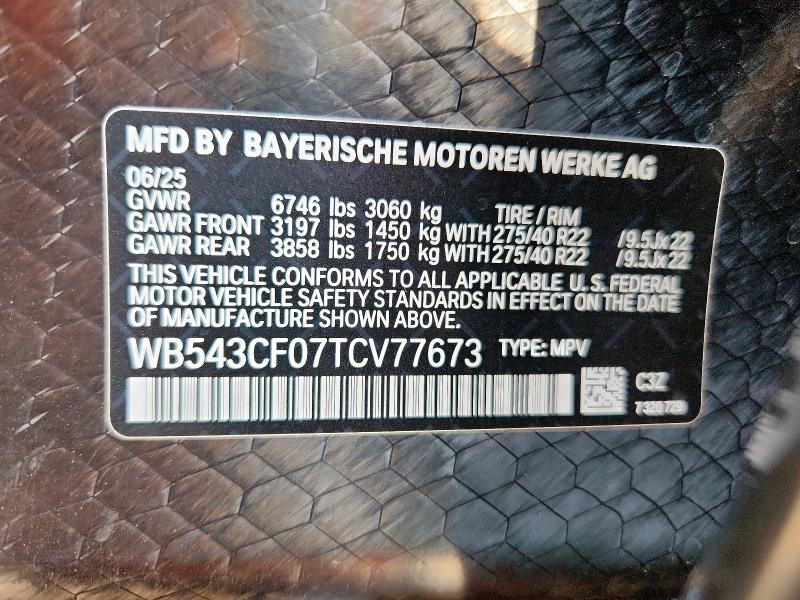 MFD BY BAYERISCHE MOTOREN WERKE AG
06/25
GVWR 6746 lbs 3060 kg TIRE / RIM
GAWR FRONT 3197 lbs 1450 kg WITH 275/40 R22 / 9.5Jx22
GAWR REAR 3858 lbs 1750 kg WITH 275/40 R22 / 9.5Jx22
THIS VEHICLE CONFORMS TO ALL APPLICABLE U. S. FEDERAL
MOTOR VEHICLE SAFETY STANDARDS IN EFFECT ON THE DATE
OF MANUFACTURE SHOWN ABOVE.
WB543CF07TCV77673 TYPE: MPV
C3Z
7 320 729